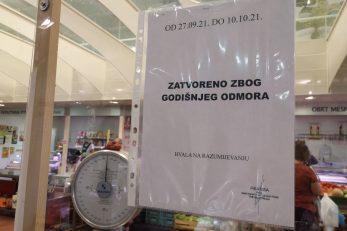 OD 27.09.21. DO 10.10.21.
ZATVORENO ZBOG
GODIŠNJEG ODMORA
HVALA NA RAZUMIJEVANJU
OBRT MESN